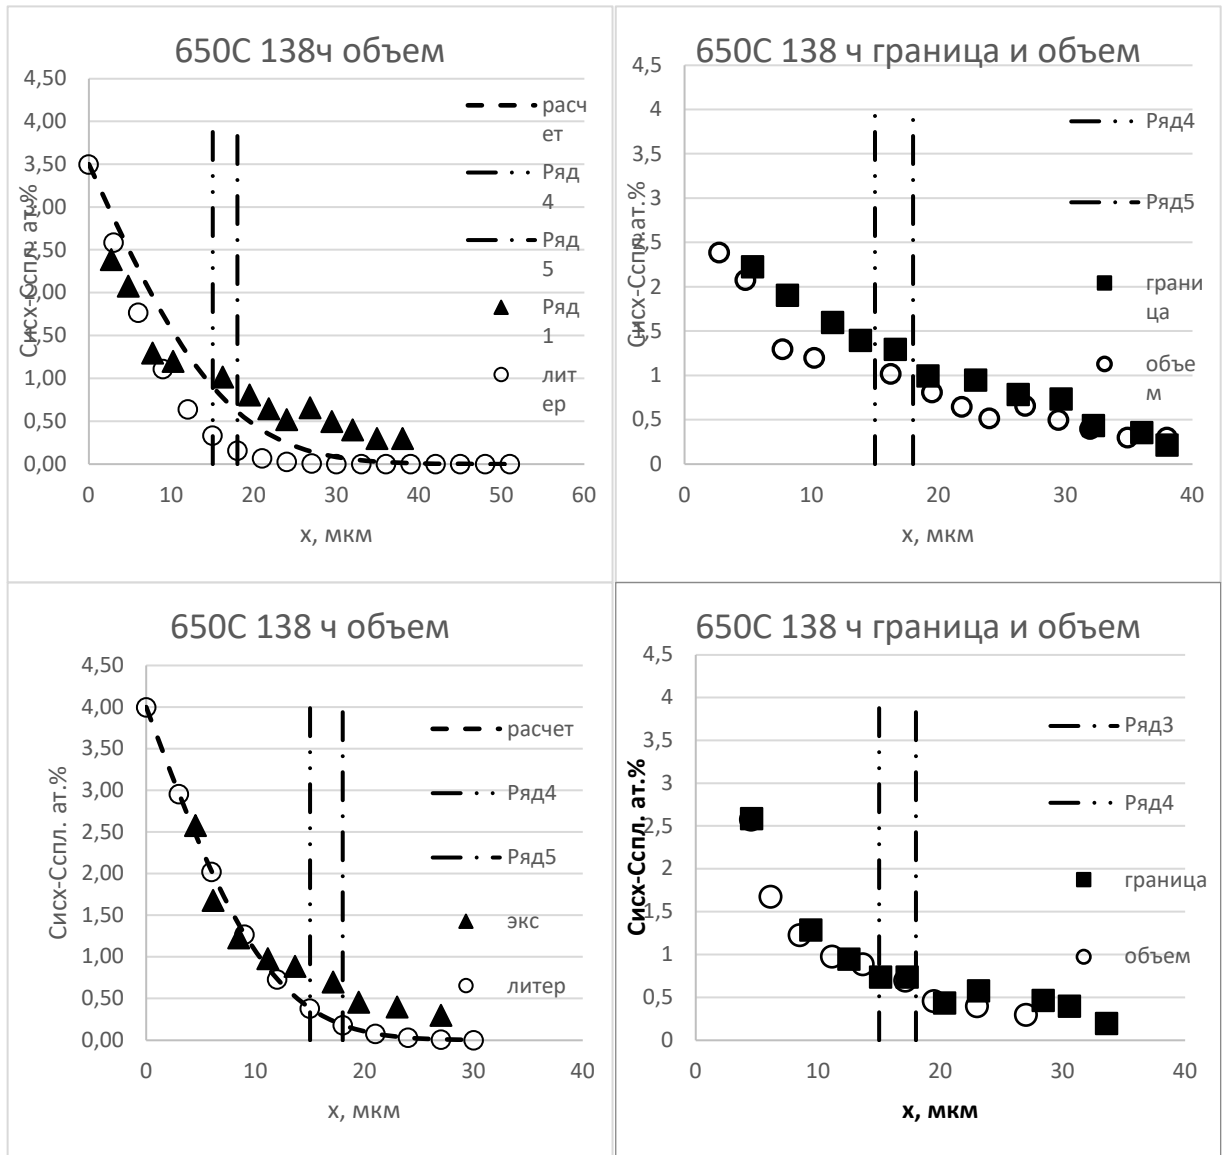 650С 138ч объем
4,50
4,00
3,50
3,00
2,50
2,00
1,50
1,00
0,50
0,00
Сисх-Сспл. ат.%
0
10
20
30
40
50
60
х, мкм
расч
ет
Ряд
4
Ряд
5
Ряд
1
лит
ер
650С 138 ч граница и объем
4,5
4
3,5
3
2,5
2
1,5
1
0,5
0
Сисх-Сспл.ат.%
0
10
20
30
40
х, мкм
Ряд4
Ряд5
грани
ца
объе
м
650С 138 ч объем
4,50
4,00
3,50
3,00
2,50
2,00
1,50
1,00
0,50
0,00
Сисх-Сспл. ат.%
0
10
20
30
40
х, мкм
расчет
Ряд4
Ряд5
экс
литер
650С 138 ч граница и объем
4,5
4
3,5
3
2,5
2
1,5
1
0,5
0
Сисх-Сспл. ат.%
0
10
20
30
40
х, мкм
Ряд3
Ряд4
граница
объем